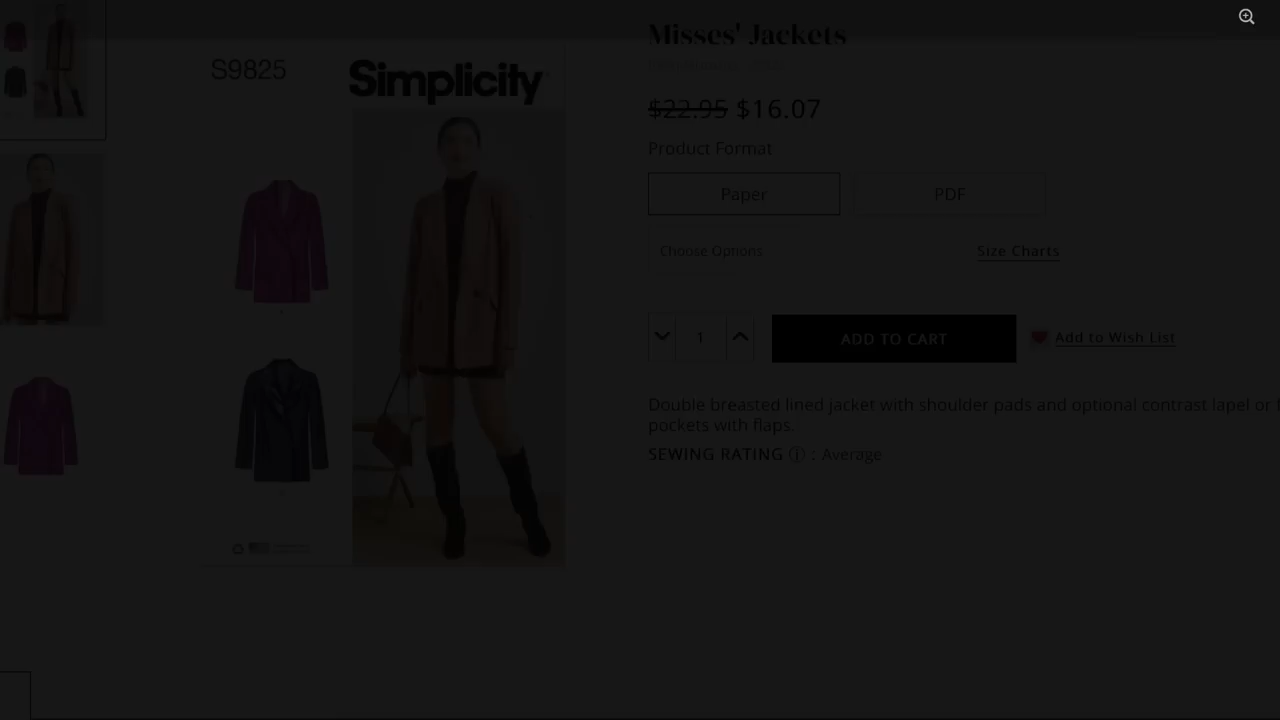 Misses' Jackets
S9825
Simplicity
$22.95 $16.07
Product Format
Paper
PDF
Choose Options
Size Charts
1
ADD TO CART
Add to Wish List
Double breasted lined jacket with shoulder pads and optional contrast lapel or
pockets with flaps.
SEWING RATING ⓘ : Average